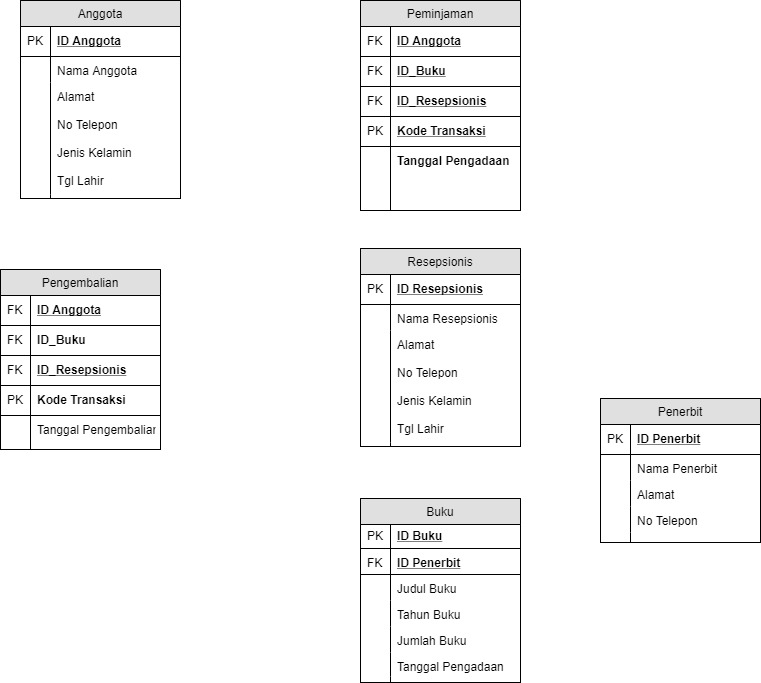 Anggota
PK ID Anggota
Nama Anggota
Alamat
No Telepon
Jenis Kelamin
Tgl Lahir
Peminjaman
FK ID Anggota
FK ID_Buku
FK ID_Resepsionis
PK Kode Transaksi
Tanggal Pengadaan
Pengembalian
FK ID Anggota
FK ID_Buku
FK ID_Resepsionis
PK Kode Transaksi
Tanggal Pengembalian
Resepsionis
PK ID Resepsionis
Nama Resepsionis
Alamat
No Telepon
Jenis Kelamin
Tgl Lahir
Penerbit
PK ID Penerbit
Nama Penerbit
Alamat
No Telepon
Buku
PK ID Buku
FK ID Penerbit
Judul Buku
Tahun Buku
Jumlah Buku
Tanggal Pengadaan